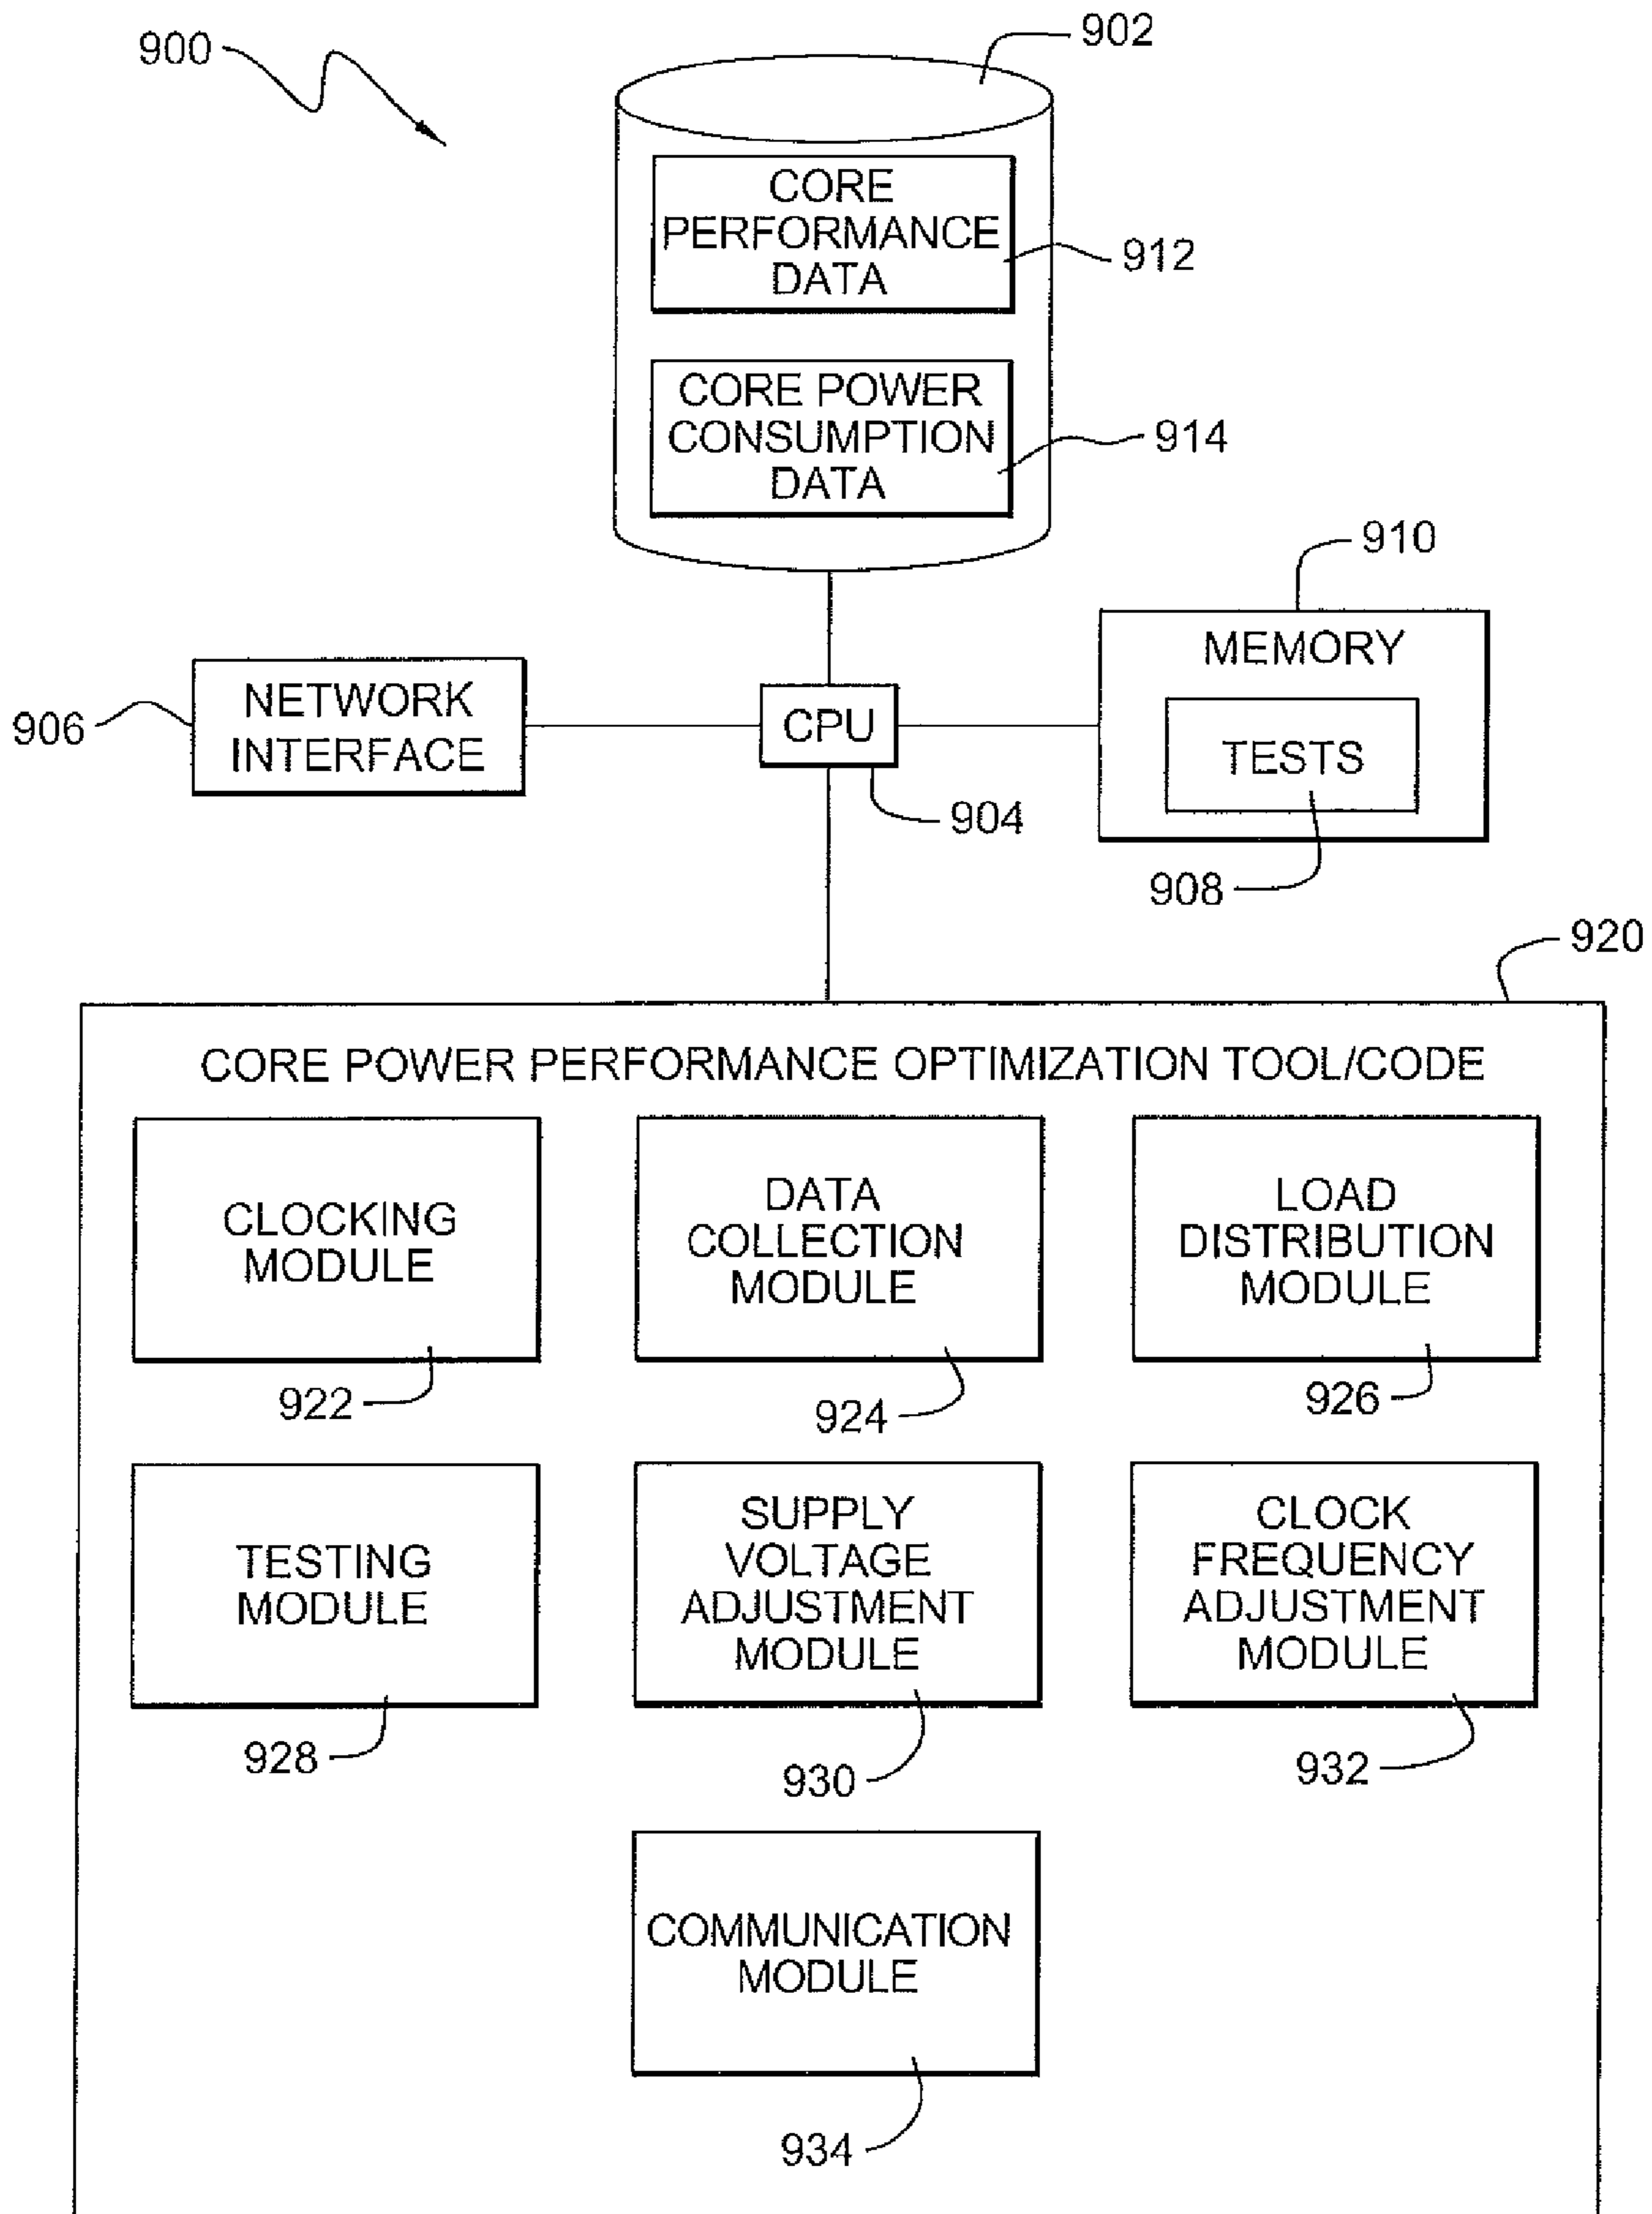 900
902
CORE
PERFORMANCE
DATA
912
CORE POWER
CONSUMPTION
DATA
914
910
MEMORY
TESTS
908
NETWORK
INTERFACE
906
CPU
904
920
CORE POWER PERFORMANCE OPTIMIZATION TOOL/CODE
CLOCKING
MODULE
922
DATA
COLLECTION
MODULE
924
LOAD
DISTRIBUTION
MODULE
926
TESTING
MODULE
928
SUPPLY
VOLTAGE
ADJUSTMENT
MODULE
930
CLOCK
FREQUENCY
ADJUSTMENT
MODULE
932
COMMUNICATION
MODULE
934